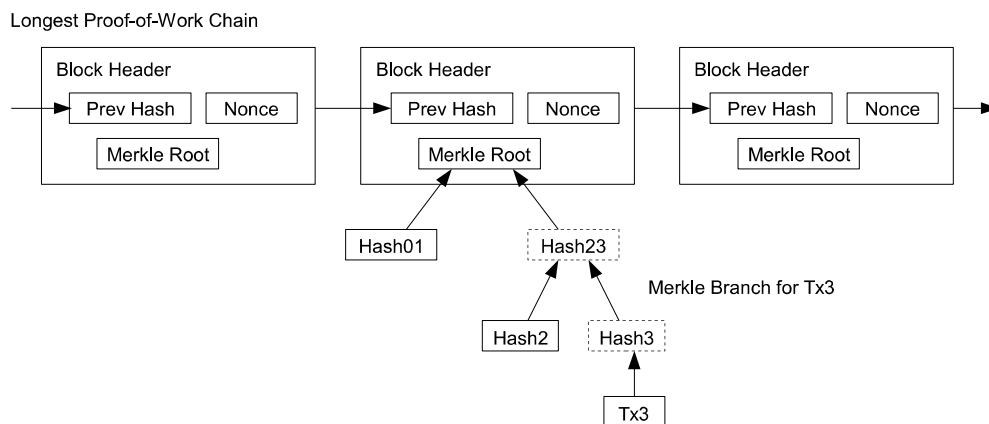 Longest Proof-of-Work Chain
Block Header
Prev Hash
Nonce
Merkle Root
Block Header
Prev Hash
Nonce
Merkle Root
Block Header
Prev Hash
Nonce
Merkle Root
Hash01
Hash23
Merkle Branch for Tx3
Hash2
Hash3
Tx3